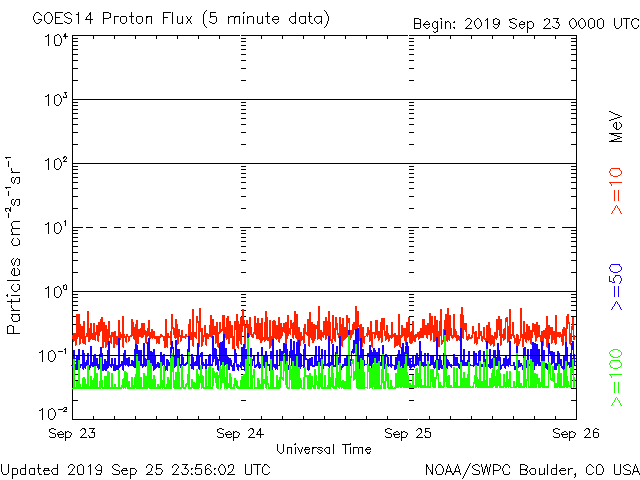 GOES14 Proton Flux (5 minute data)
Begin: 2019 Sep 23 0000 UTC
10⁴
10³
10²
10¹
10⁰
10⁻¹
10⁻²
Particles cm⁻²s⁻¹sr⁻¹
MeV
>=10
>=50
>=100
Sep 23
Sep 24
Sep 25
Sep 26
Universal Time
Updated 2019 Sep 25 23:56:02 UTC
NOAA/SWPC Boulder, CO USA